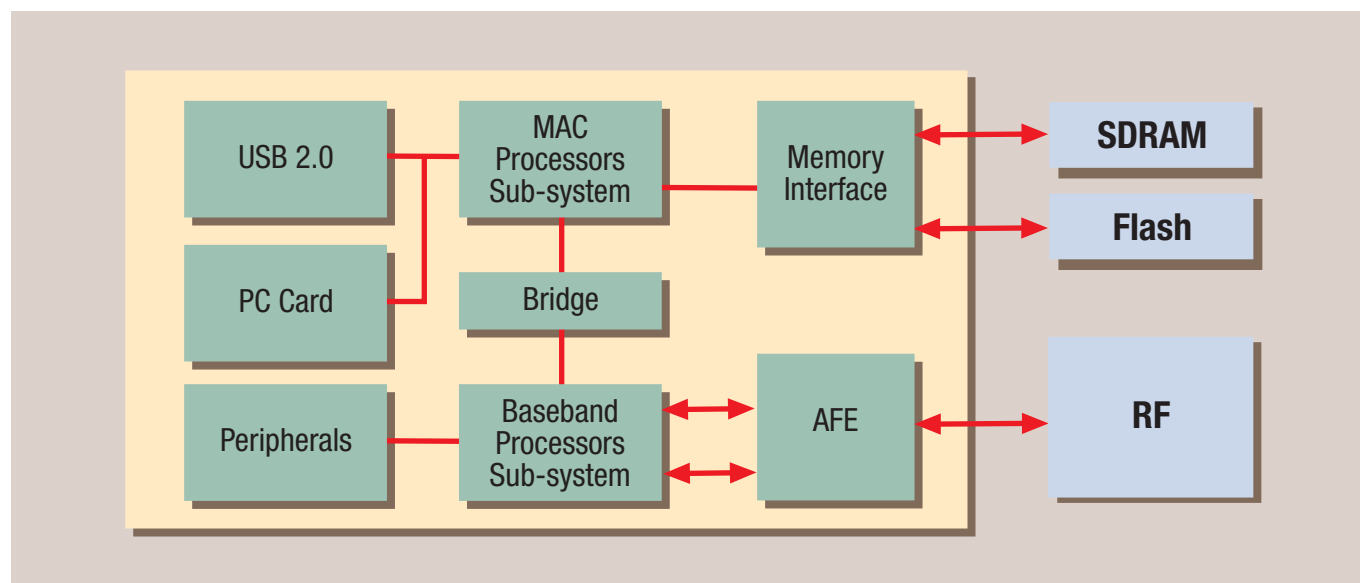 USB 2.0
MAC
Processors
Sub-system
Memory
Interface
SDRAM
Flash
PC Card
Bridge
Peripherals
Baseband
Processors
Sub-system
AFE
RF